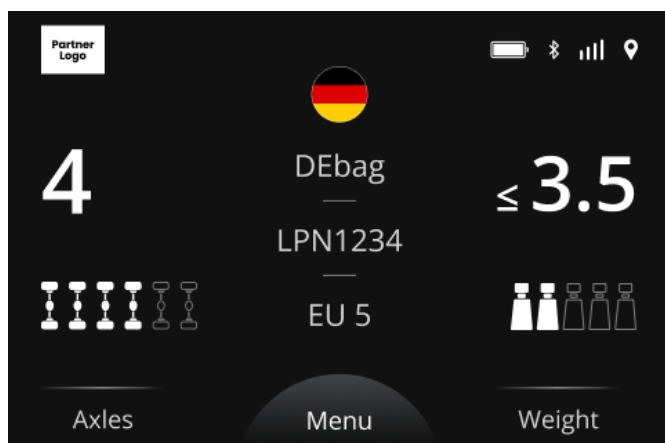 Partner
Logo
4
DEbag
≤ 3.5
LPN1234
EU 5
Axles
Menu
Weight